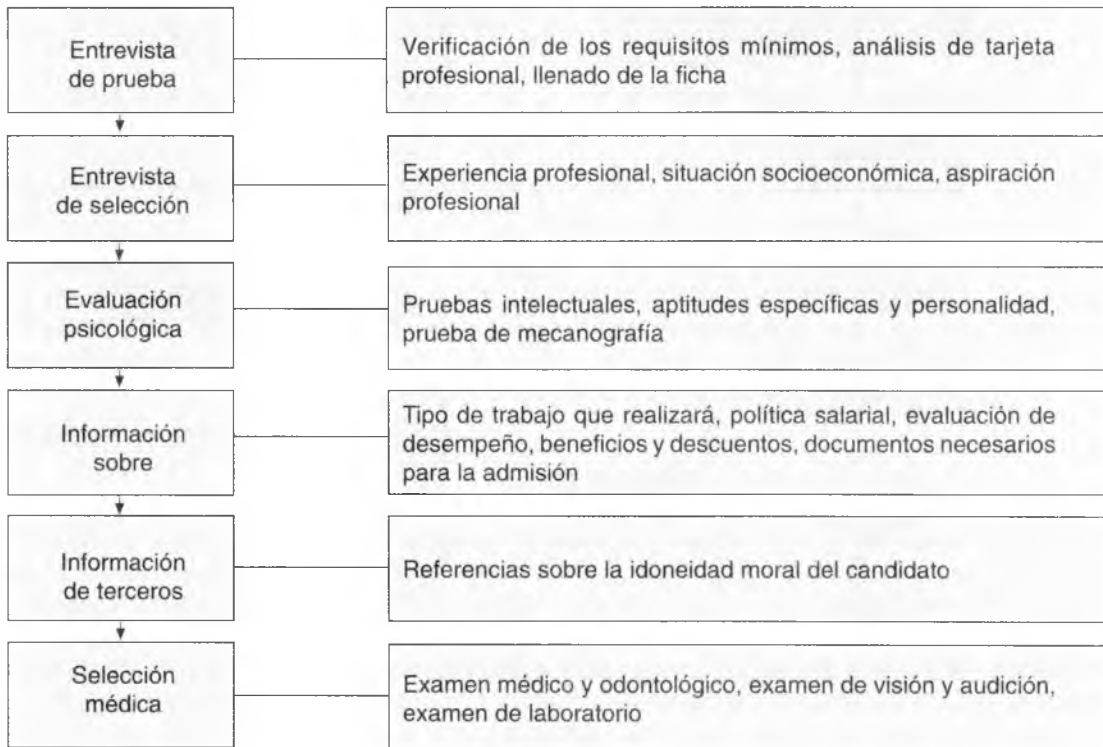 Entrevista
de prueba
Verificación de los requisitos mínimos, análisis de tarjeta
profesional, llenado de la ficha
Entrevista
de selección
Experiencia profesional, situación socioeconómica, aspiración
profesional
Evaluación
psicológica
Pruebas intelectuales, aptitudes específicas y personalidad,
prueba de mecanografía
Información
sobre
Tipo de trabajo que realizará, política salarial, evaluación de
desempeño, beneficios y descuentos, documentos necesarios
para la admisión
Información
de terceros
Referencias sobre la idoneidad moral del candidato
Selección
médica
Examen médico y odontológico, examen de visión y audición,
examen de laboratorio